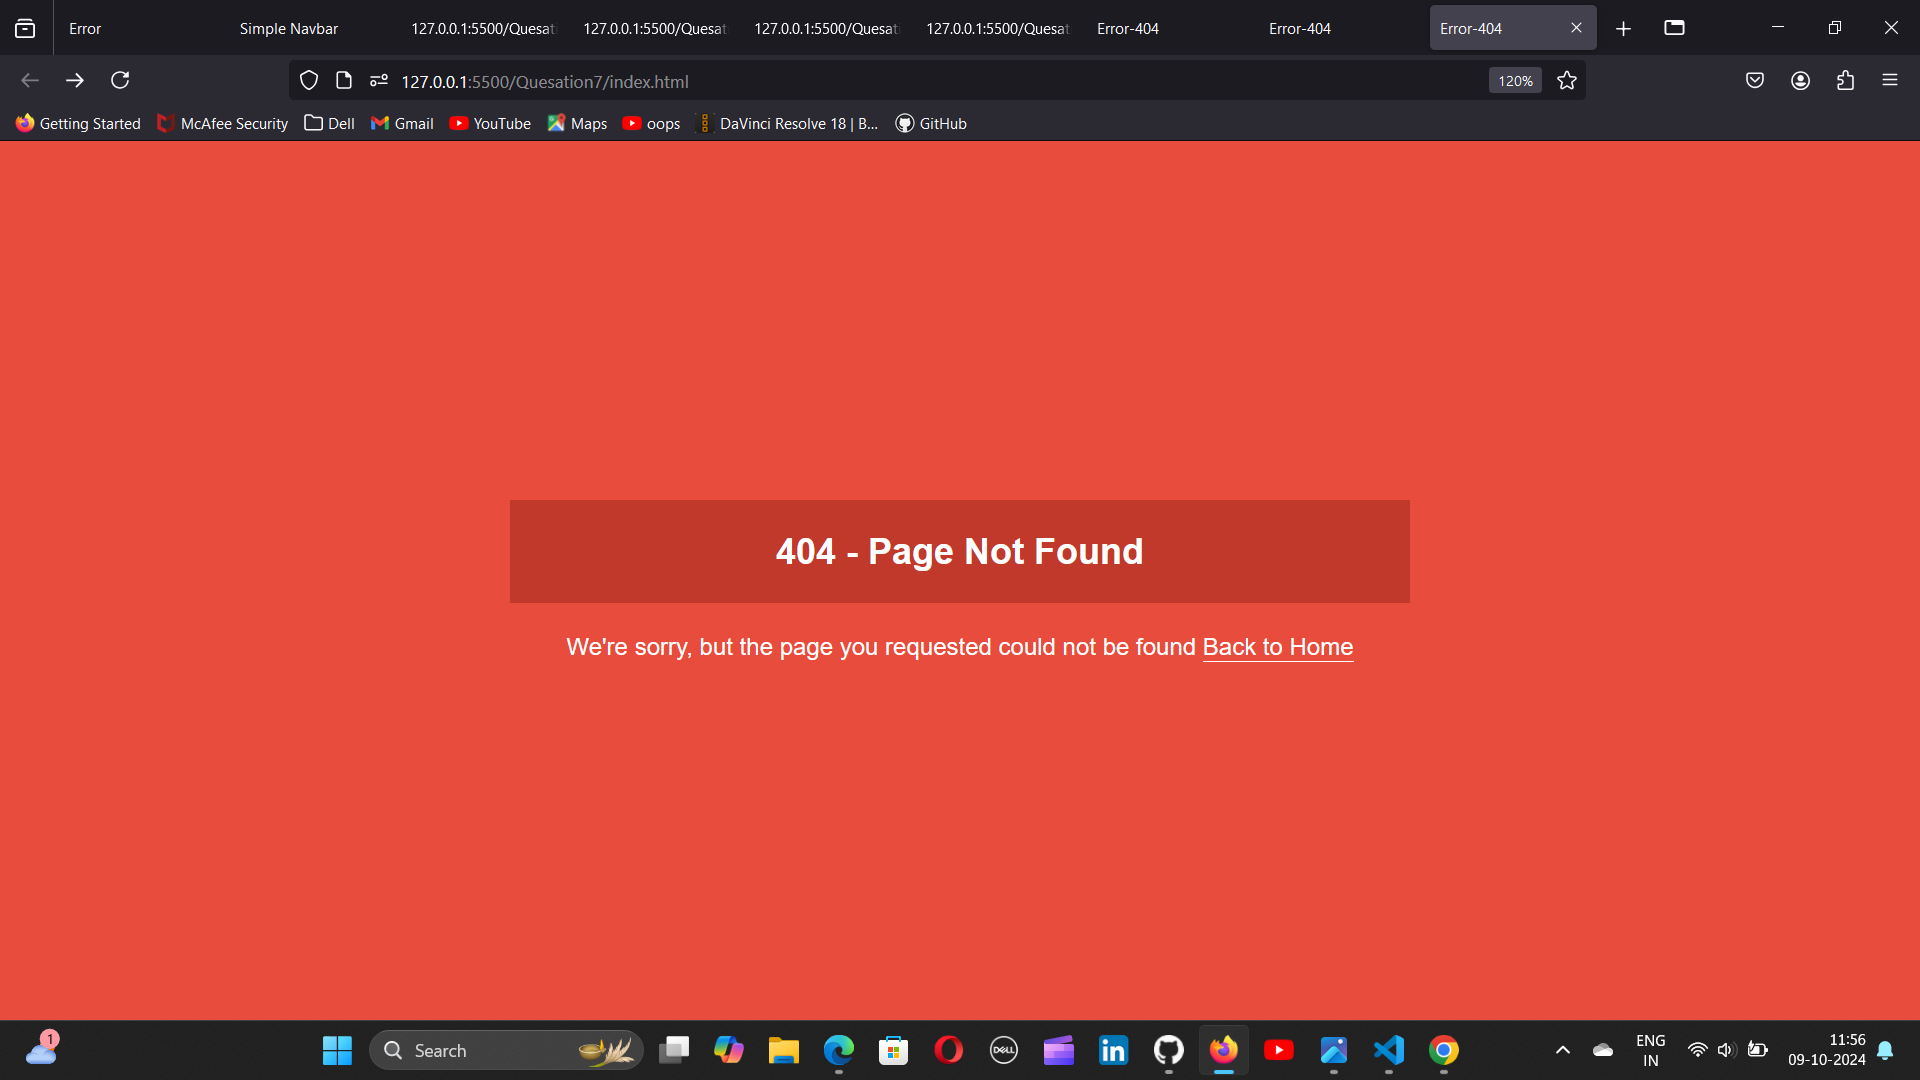 Error
Simple Navbar
127.0.0.1:5500/Quesati
127.0.0.1:5500/Quesat
127.0.0.1:5500/Quesati
127.0.0.1:5500/Quesat
Error-404
Error-404
Error-404
127.0.0.1:5500/Quesation7/index.html
120%
Getting Started
McAfee Security
Dell
Gmail
YouTube
Maps
oops
DaVinci Resolve 18 | B...
GitHub
404 - Page Not Found
We're sorry, but the page you requested could not be found Back to Home
1
Search
DELL
in
ENG
IN
11:56
09-10-2024